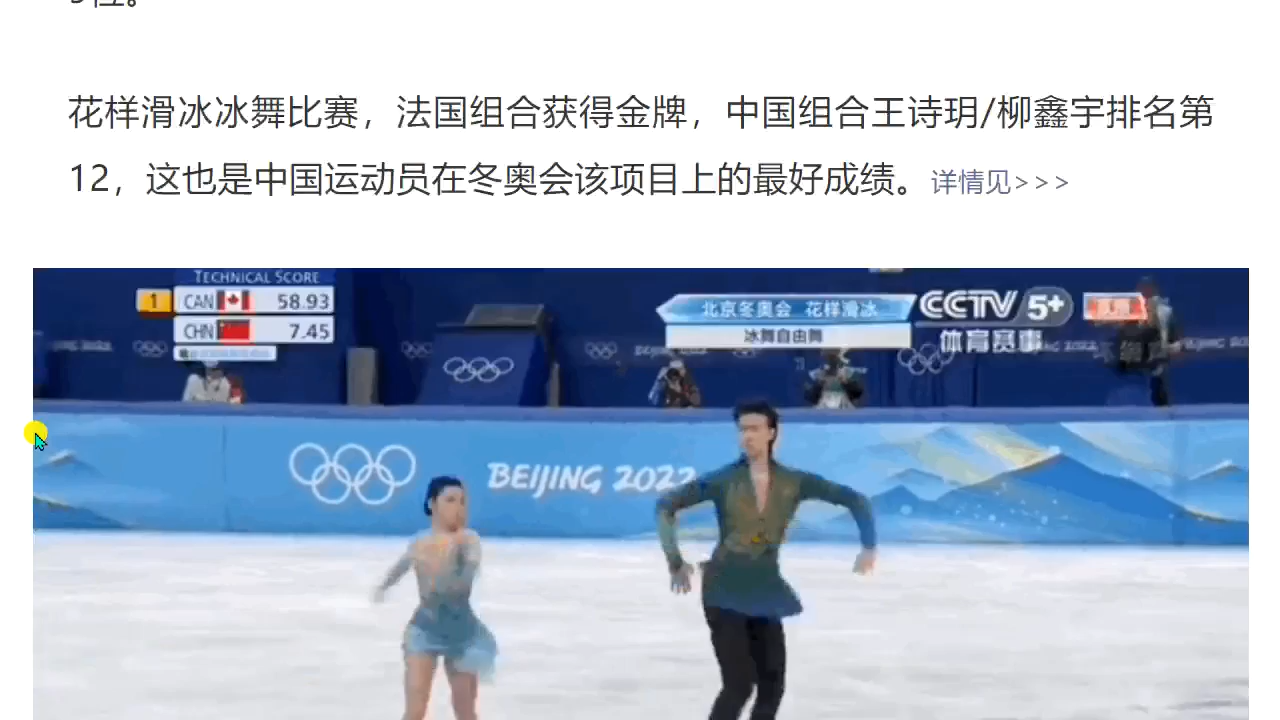 花样滑冰冰舞比赛，法国组合获得金牌，中国组合王诗玥/柳鑫宇排名第
12，这也是中国运动员在冬奥会该项目上的最好成绩。详情见>>>
TECHNICAL SCORE
1 CAN 58.93
CHN 7.45
北京冬奥会 花样滑冰
冰舞自由舞
CCTV 5+
体育赛事
BEIJING 2022